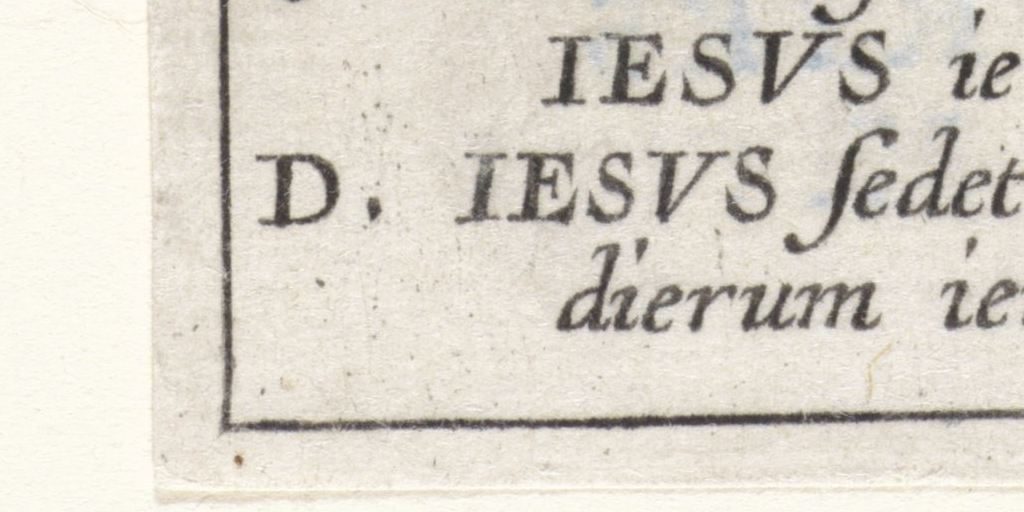 IESVS ie
D. IESVS ſedet
dierum ie